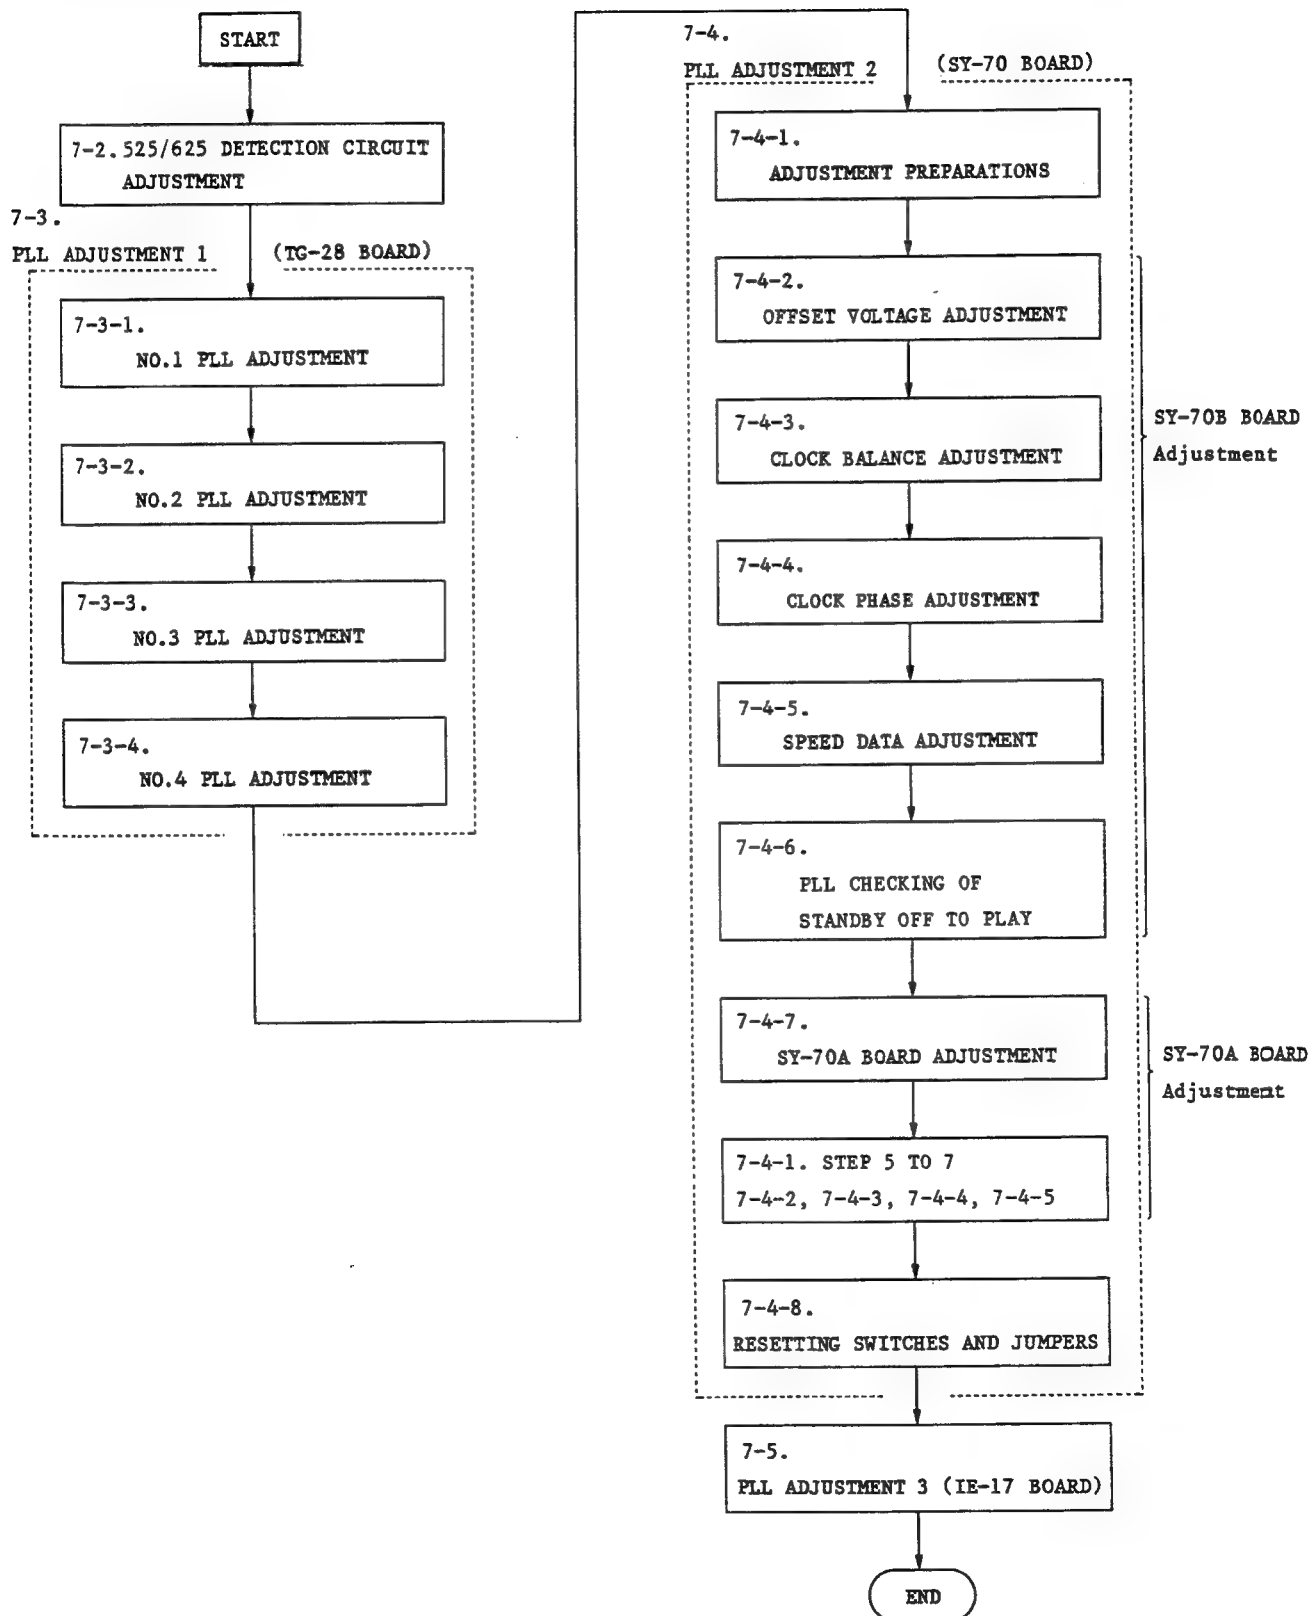 START
7-2. 525/625 DETECTION CIRCUIT
ADJUSTMENT
7-3.
PLL ADJUSTMENT 1
(TG-28 BOARD)
7-3-1.
NO.1 PLL ADJUSTMENT
7-3-2.
NO.2 PLL ADJUSTMENT
7-3-3.
NO.3 PLL ADJUSTMENT
7-3-4.
NO.4 PLL ADJUSTMENT
7-4.
PLL ADJUSTMENT 2
(SY-70 BOARD)
7-4-1.
ADJUSTMENT PREPARATIONS
7-4-2.
OFFSET VOLTAGE ADJUSTMENT
7-4-3.
CLOCK BALANCE ADJUSTMENT
7-4-4.
CLOCK PHASE ADJUSTMENT
7-4-5.
SPEED DATA ADJUSTMENT
7-4-6.
PLL CHECKING OF
STANDBY OFF TO PLAY
SY-70B BOARD
Adjustment
7-4-7.
SY-70A BOARD ADJUSTMENT
7-4-1. STEP 5 TO 7
7-4-2, 7-4-3, 7-4-4, 7-4-5
SY-70A BOARD
Adjustment
7-4-8.
RESETTING SWITCHES AND JUMPERS
7-5.
PLL ADJUSTMENT 3 (IE-17 BOARD)
END